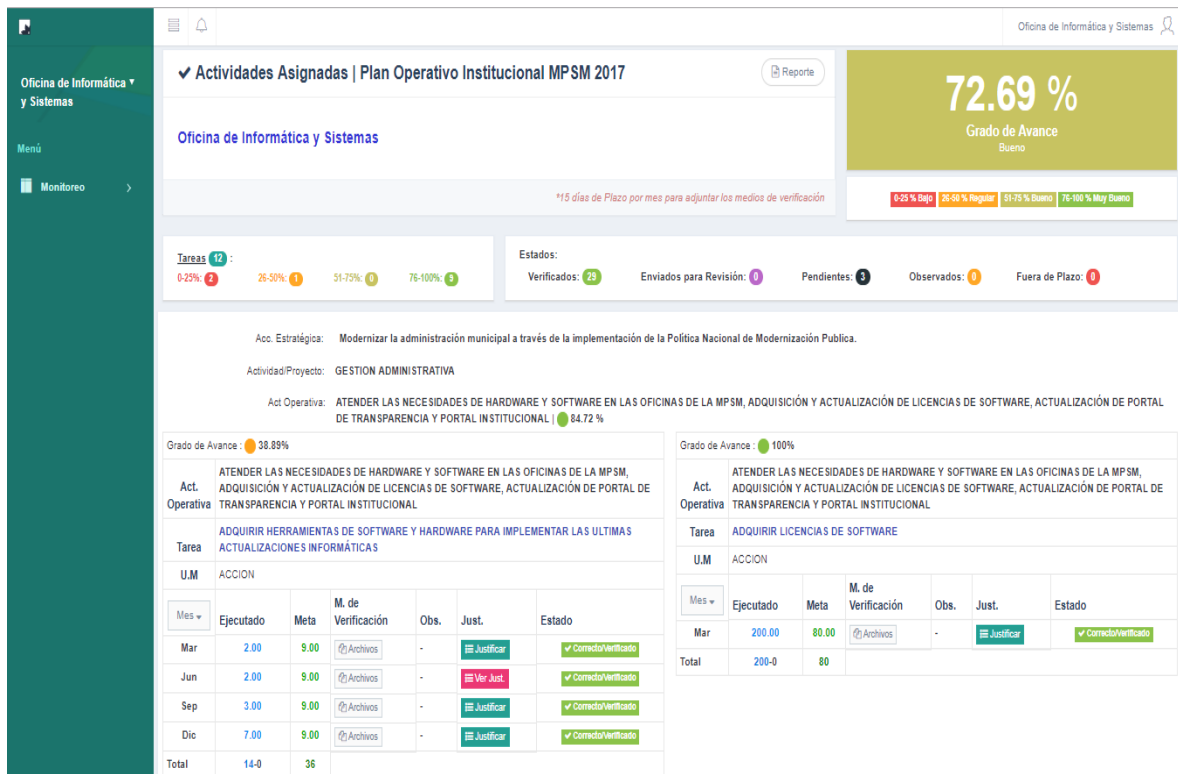 Oficina de Informática y Sistemas
Oficina de Informática
y Sistemas
Menú
Monitoreo
✔ Actividades Asignadas | Plan Operativo Institucional MPSM 2017
Reporte
Oficina de Informática y Sistemas
*15 días de Plazo por mes para adjuntar los medios de verificación
72.69 %
Grado de Avance
Bueno
0-25 % Bajo 26-50 % Regular 51-75 % Bueno 76-100 % Muy Bueno
Tareas 12 :
0-25%: 2 26-50%: 1 51-75%: 0 76-100%: 9
Estados:
Verificados: 29 Enviados para Revisión: 0 Pendientes: 3 Observados: 0 Fuera de Plazo: 0
Acc. Estratégica: Modernizar la administración municipal a través de la implementación de la Política Nacional de Modernización Publica.
Actividad/Proyecto: GESTION ADMINISTRATIVA
Act Operativa: ATENDER LAS NECESIDADES DE HARDWARE Y SOFTWARE EN LAS OFICINAS DE LA MPSM, ADQUISICIÓN Y ACTUALIZACIÓN DE LICENCIAS DE SOFTWARE, ACTUALIZACIÓN DE PORTAL
DE TRANSPARENCIA Y PORTAL INSTITUCIONAL | 84.72 %
Grado de Avance : 38.89%
Act. Operativa
ATENDER LAS NECESIDADES DE HARDWARE Y SOFTWARE EN LAS OFICINAS DE LA MPSM,
ADQUISICIÓN Y ACTUALIZACIÓN DE LICENCIAS DE SOFTWARE, ACTUALIZACIÓN DE PORTAL DE
TRANSPARENCIA Y PORTAL INSTITUCIONAL
Tarea
ADQUIRIR HERRAMIENTAS DE SOFTWARE Y HARDWARE PARA IMPLEMENTAR LAS ULTIMAS
ACTUALIZACIONES INFORMÁTICAS
U.M ACCION
Mes Ejecutado Meta M. de Verificación Obs. Just. Estado
Mar 2.00 9.00 Archivos - Justificar ✔ Correcto/Verificado
Jun 2.00 9.00 Archivos - Ver Just. ✔ Correcto/Verificado
Sep 3.00 9.00 Archivos - Justificar ✔ Correcto/Verificado
Dic 7.00 9.00 Archivos - Justificar ✔ Correcto/Verificado
Total 14-0 36
Grado de Avance : 100%
Act. Operativa
ATENDER LAS NECESIDADES DE HARDWARE Y SOFTWARE EN LAS OFICINAS DE LA MPSM,
ADQUISICIÓN Y ACTUALIZACIÓN DE LICENCIAS DE SOFTWARE, ACTUALIZACIÓN DE PORTAL DE
TRANSPARENCIA Y PORTAL INSTITUCIONAL
Tarea ADQUIRIR LICENCIAS DE SOFTWARE
U.M ACCION
Mes Ejecutado Meta M. de Verificación Obs. Just. Estado
Mar 200.00 80.00 Archivos - Justificar ✔ Correcto/Verificado
Total 200-0 80